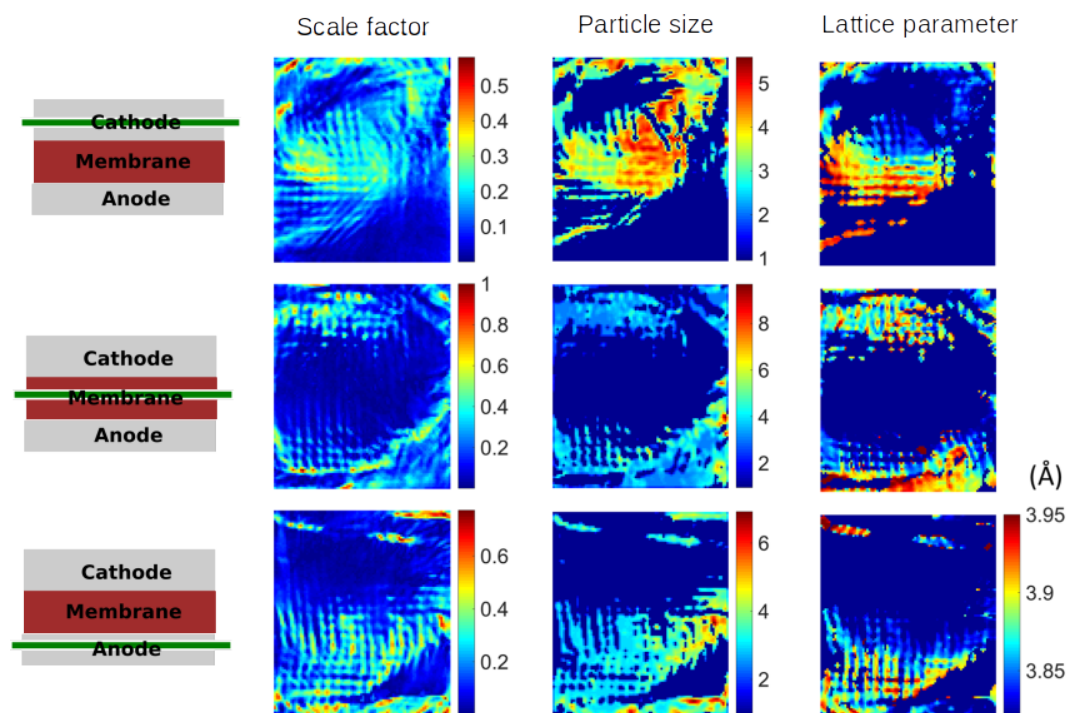 Scale factor
Particle size
Lattice parameter
Cathode
Membrane
Anode
0.5
0.4
0.3
0.2
0.1
5
4
3
2
1
Cathode
Membrane
Anode
1
0.8
0.6
0.4
0.2
8
6
4
2
(Å)
Cathode
Membrane
Anode
0.6
0.4
0.2
6
4
2
3.95
3.9
3.85